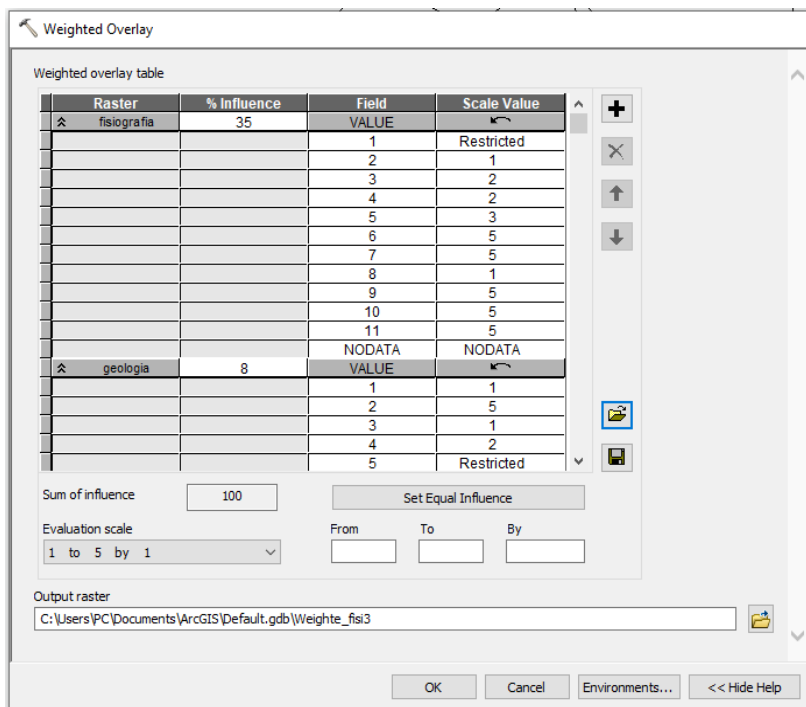 Weighted Overlay
Weighted overlay table
Raster % Influence Field Scale Value
fisiografia 35 VALUE
1 Restricted
2 1
3 2
4 2
5 3
6 5
7 5
8 1
9 5
10 5
11 5
NODATA NODATA
geologia 8 VALUE
1 1
2 5
3 1
4 2
5 Restricted
Sum of influence 100 Set Equal Influence
Evaluation scale From To By
1 to 5 by 1
Output raster
C:\Users\PC\Documents\ArcGIS\Default.gdb\Weighte_fisi3
OK Cancel Environments... << Hide Help